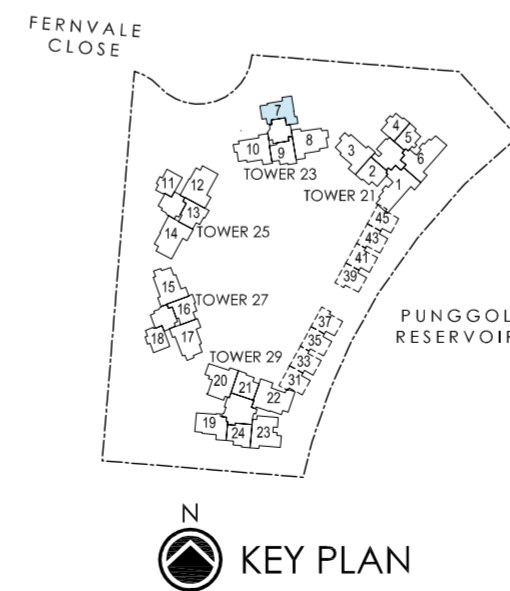 FERNVALE
CLOSE
7
10
9
8
TOWER 23
4
5
3
6
2
1
TOWER 21
11
12
13
14
TOWER 25
45
43
41
39
15
16
18
17
TOWER 27
PUNGGOL
RESERVOIR
37
35
33
31
TOWER 29
20
21
22
19
24
23
N
KEY PLAN